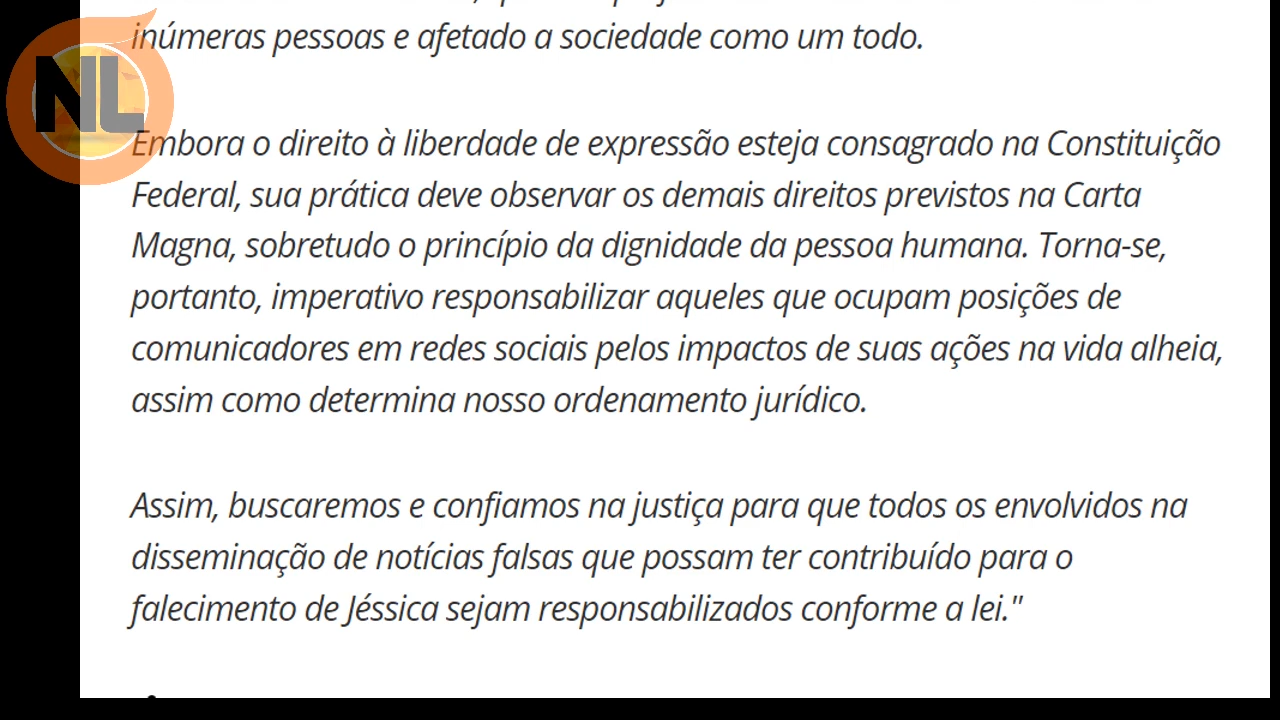 inúmeras pessoas e afetado a sociedade como um todo.
NL
Embora o direito à liberdade de expressão esteja consagrado na Constituição
Federal, sua prática deve observar os demais direitos previstos na Carta
Magna, sobretudo o princípio da dignidade da pessoa humana. Torna-se,
portanto, imperativo responsabilizar aqueles que ocupam posições de
comunicadores em redes sociais pelos impactos de suas ações na vida alheia,
assim como determina nosso ordenamento jurídico.
Assim, buscaremos e confiamos na justiça para que todos os envolvidos na
disseminação de notícias falsas que possam ter contribuído para o
falecimento de Jéssica sejam responsabilizados conforme a lei."